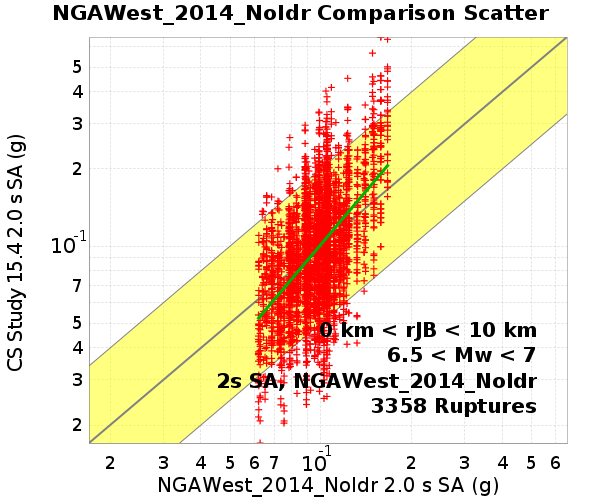 NGAWest_2014_NoIdr Comparison Scatter
5
4
3
2
10⁻¹
7
5
4
3
2
CS Study 15.4 2.0 s SA (g)
0 km < rJB < 10 km
6.5 < Mw < 7
2s SA, NGAWest_2014_NoIdr
3358 Ruptures
2 3 4 5 6 7 10⁻¹ 2 3 4 5 6
NGAWest_2014_NoIdr 2.0 s SA (g)